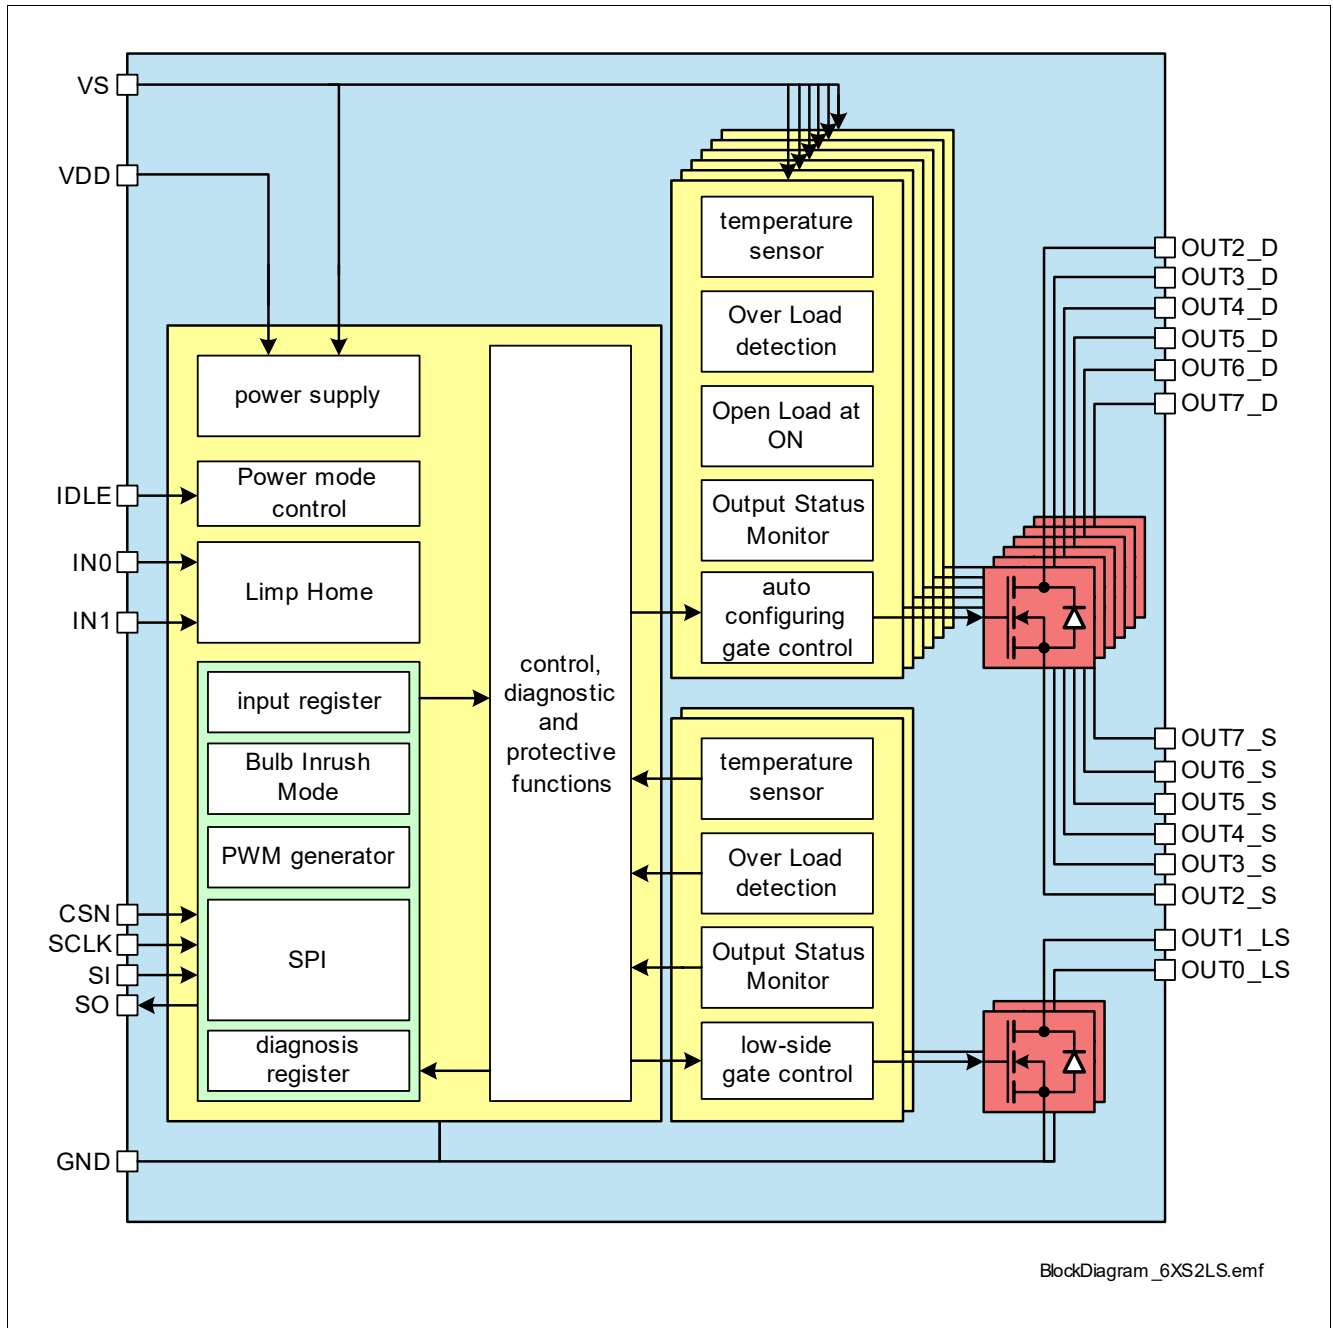 VS
VDD
IDLE
IN0
IN1
CSN
SCLK
SI
SO
GND
power supply
Power mode
control
Limp Home
input register
Bulb Inrush
Mode
PWM generator
SPI
diagnosis
register
control,
diagnostic
and
protective
functions
temperature
sensor
Over Load
detection
Open Load at
ON
Output Status
Monitor
auto
configuring
gate control
temperature
sensor
Over Load
detection
Output Status
Monitor
low-side
gate control
OUT2_D
OUT3_D
OUT4_D
OUT5_D
OUT6_D
OUT7_D
OUT7_S
OUT6_S
OUT5_S
OUT4_S
OUT3_S
OUT2_S
OUT1_LS
OUT0_LS
BlockDiagram_6XS2LS.emf